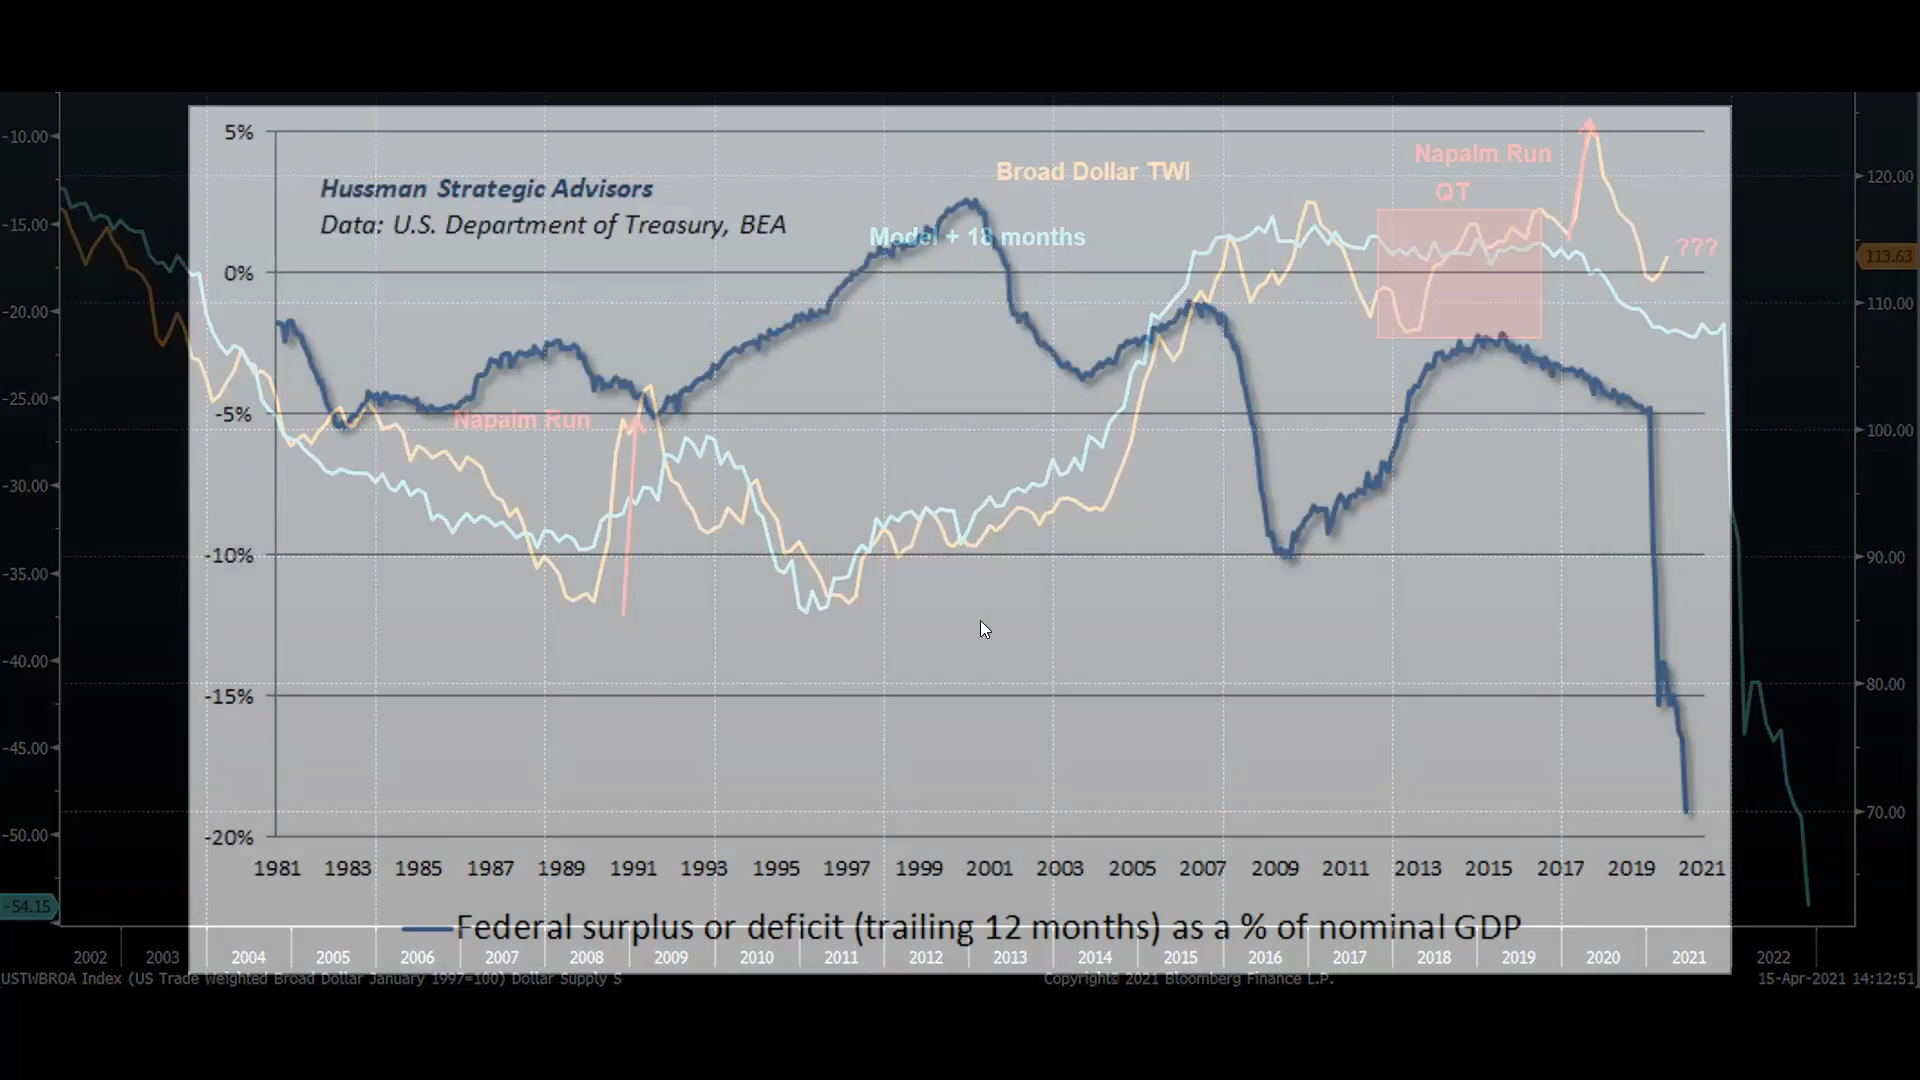 5%
Hussman Strategic Advisors
Data: U.S. Department of Treasury, BEA
Broad Dollar TWI
Napalm Run
QT
Model + 18 months
???
Napalm Run
0%
-5%
-10%
-15%
-20%
-10.00
-15.00
-20.00
-25.00
-30.00
-35.00
-40.00
-45.00
-50.00
-54.15
120.00
113.63
110.00
100.00
90.00
80.00
70.00
1981 1983 1985 1987 1989 1991 1993 1995 1997 1999 2001 2003 2005 2007 2009 2011 2013 2015 2017 2019 2021
Federal surplus or deficit (trailing 12 months) as a % of nominal GDP
2002 2003 2004 2005 2006 2007 2008 2009 2010 2011 2012 2013 2014 2015 2016 2017 2018 2019 2020 2021 2022
USTWBROA Index (US Trade Weighted Broad Dollar January 1997=100) Dollar Supply S
Copyright© 2021 Bloomberg Finance L.P.
15-Apr-2021 14:12:51